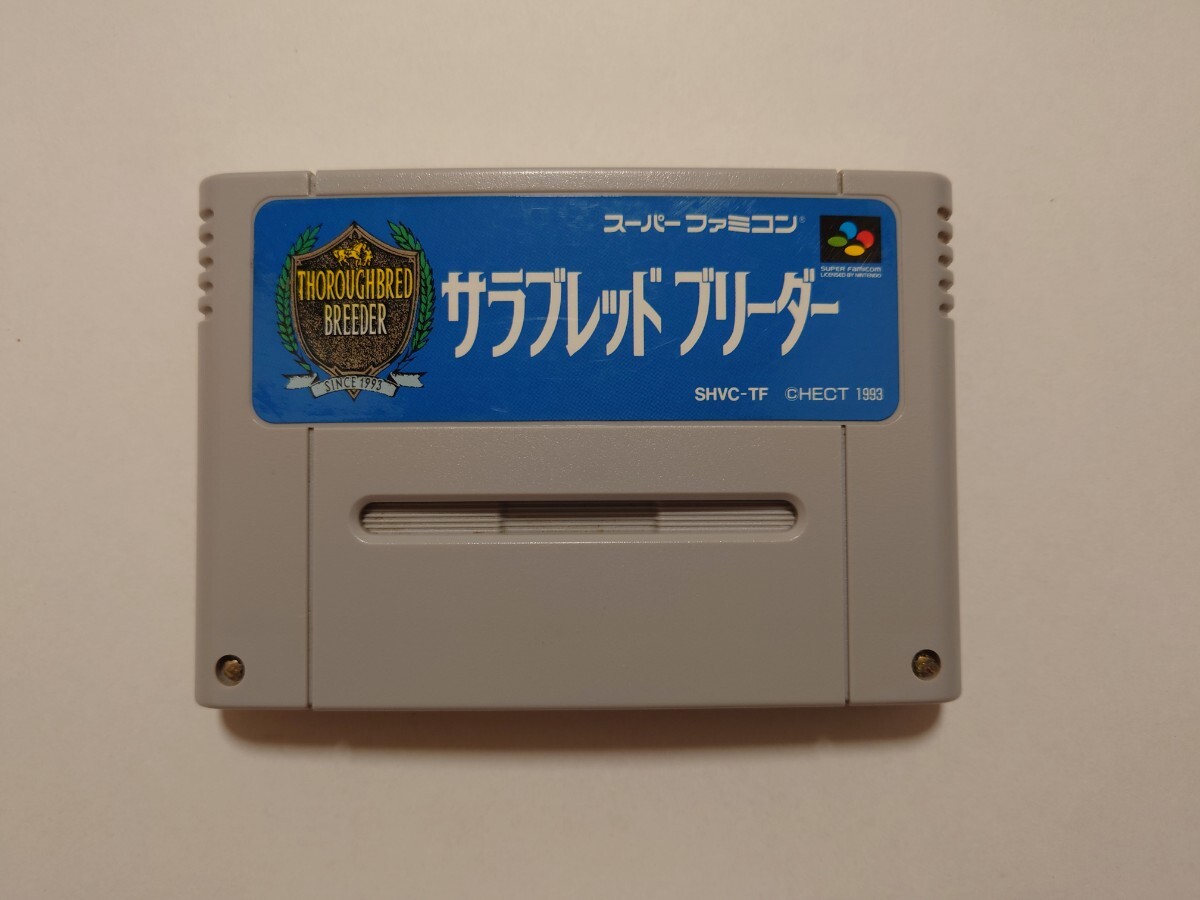 スーパーファミコン®
SUPER FAMICOM
LICENSED BY NINTENDO
THOROUGHBRED
BREEDER
SINCE 1993
サラブレッド ブリーダー
SHVC-TF ©HECT 1993